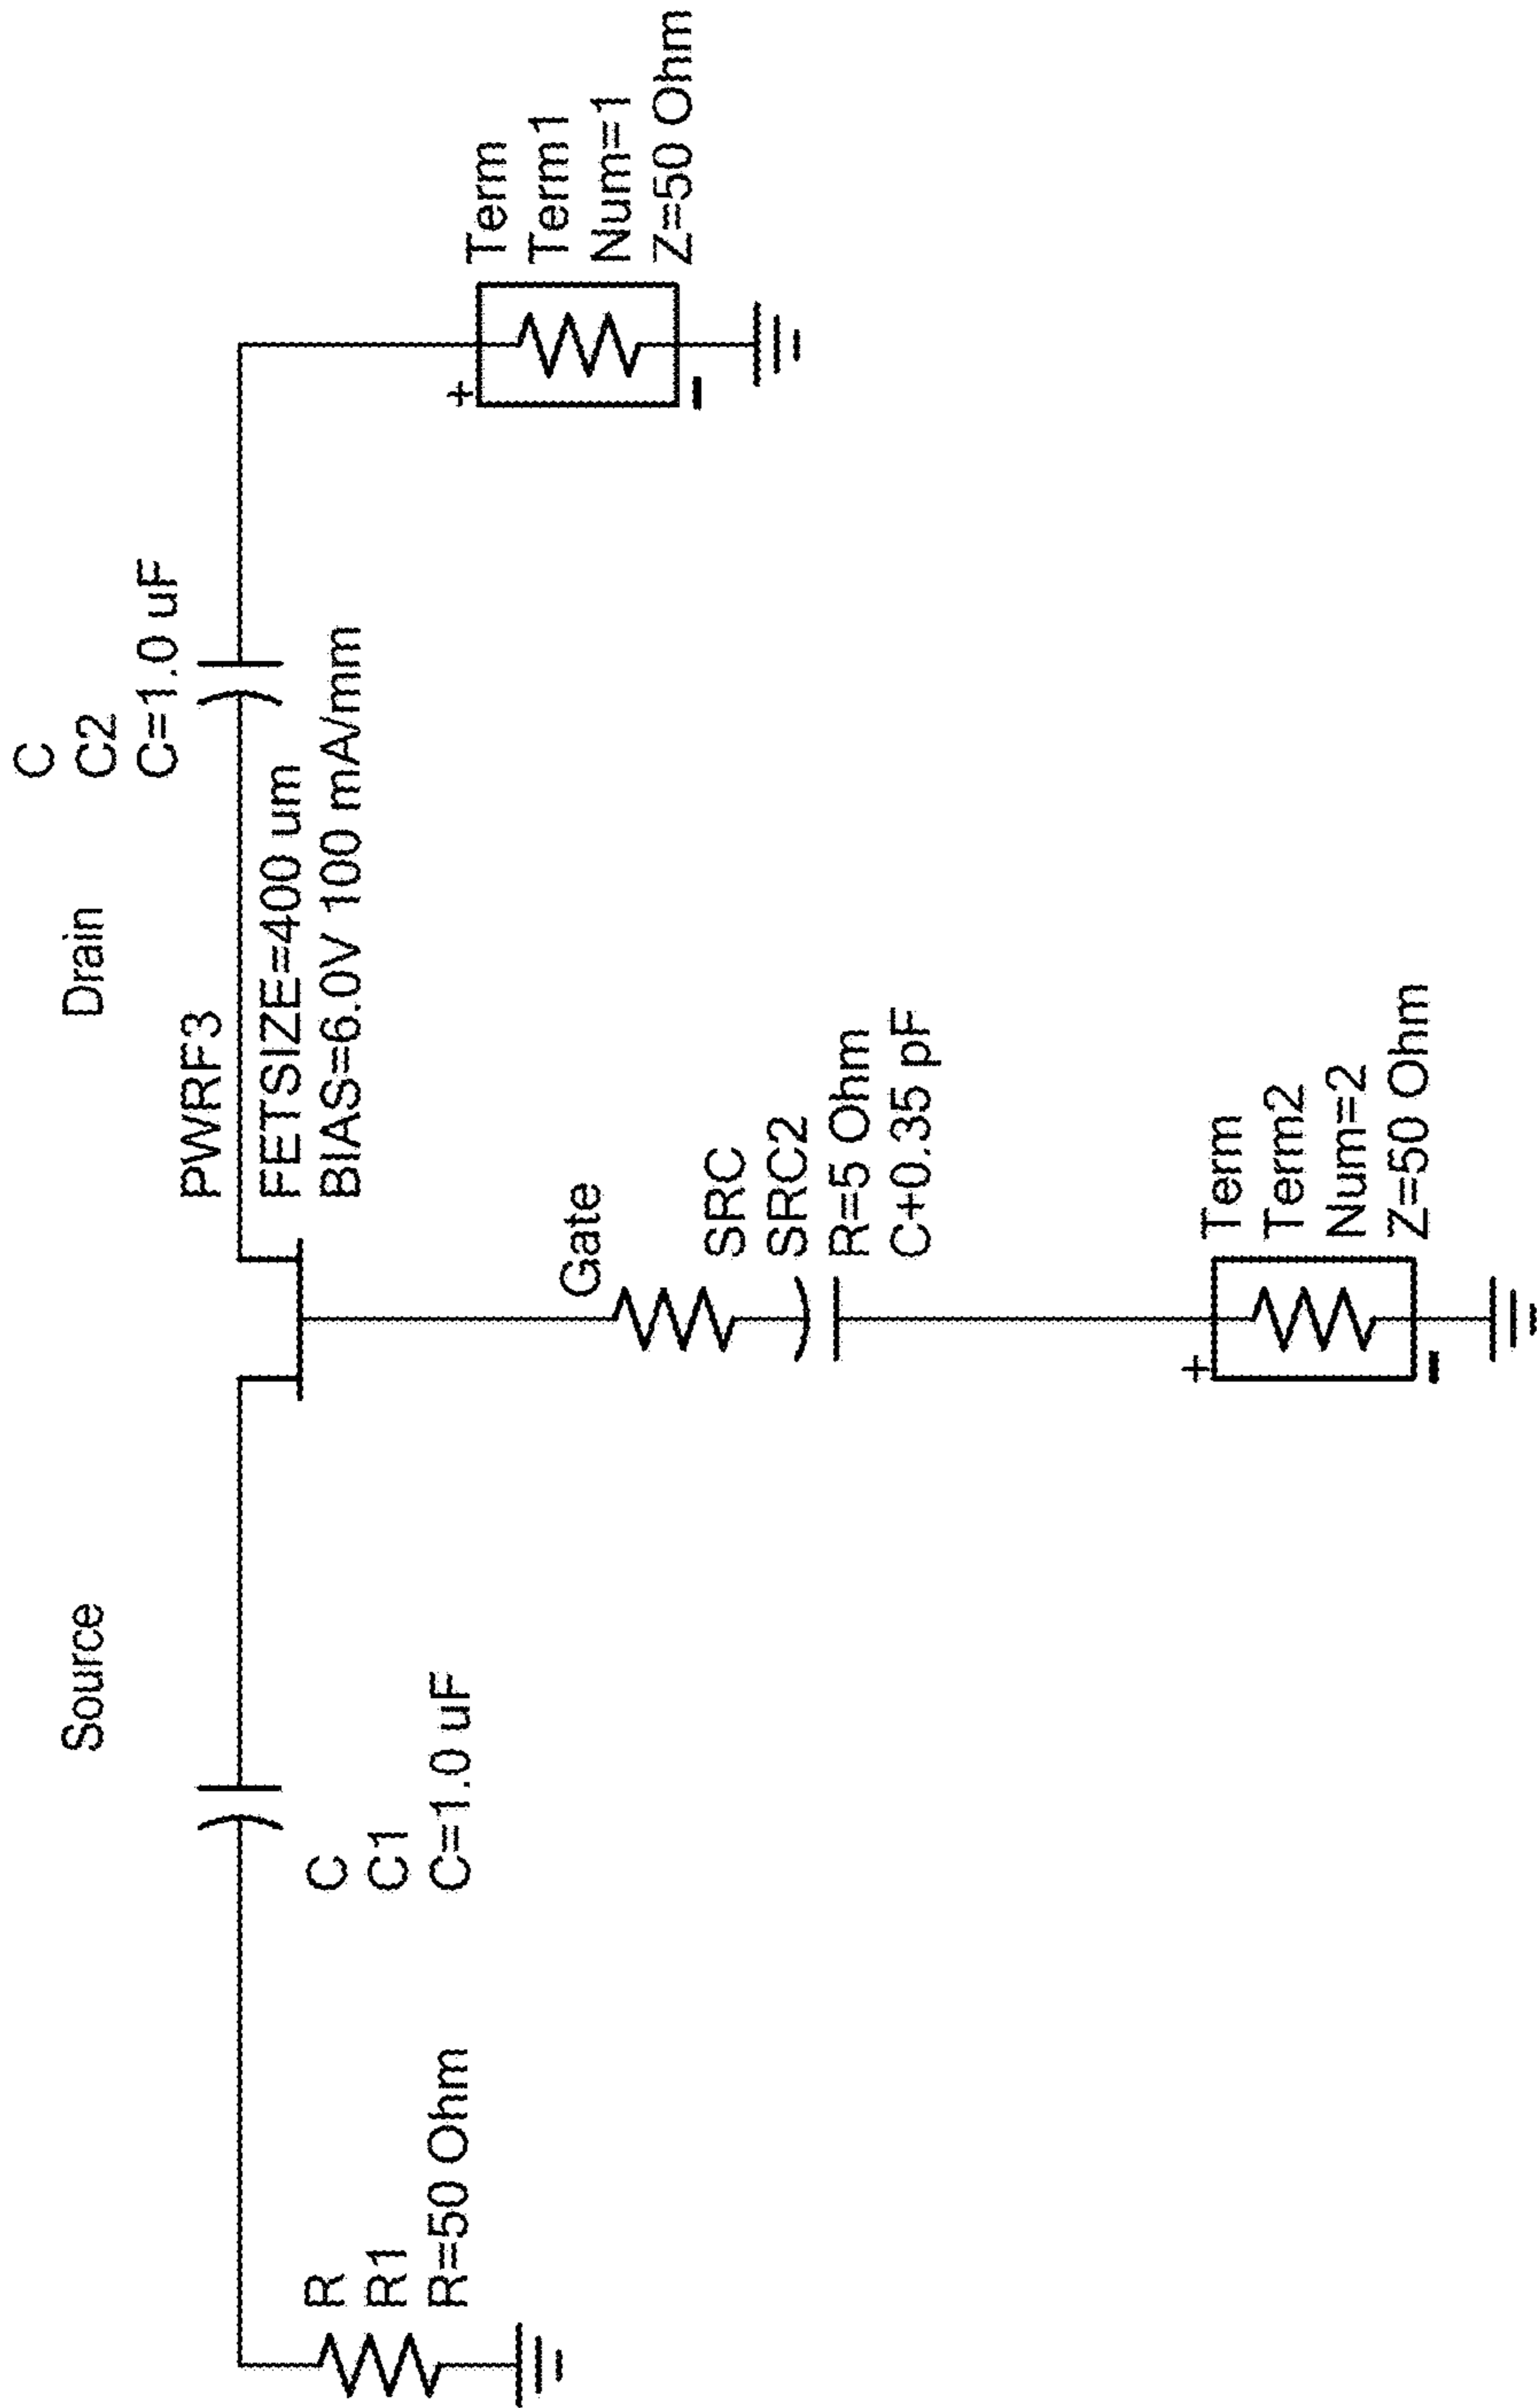 Source
Drain
C
C2
C=1.0 uF
PWRF3
FETSIZE=400 um
BIAS=6.0V 100 mA/mm
R
R1
R=50 Ohm
C
C1
C=1.0 uF
Gate
SRC
SRC2
R=5 Ohm
C+0.35 pF
+
Term
Term1
Num=1
Z=50 Ohm
-
+
Term
Term2
Num=2
Z=50 Ohm
-